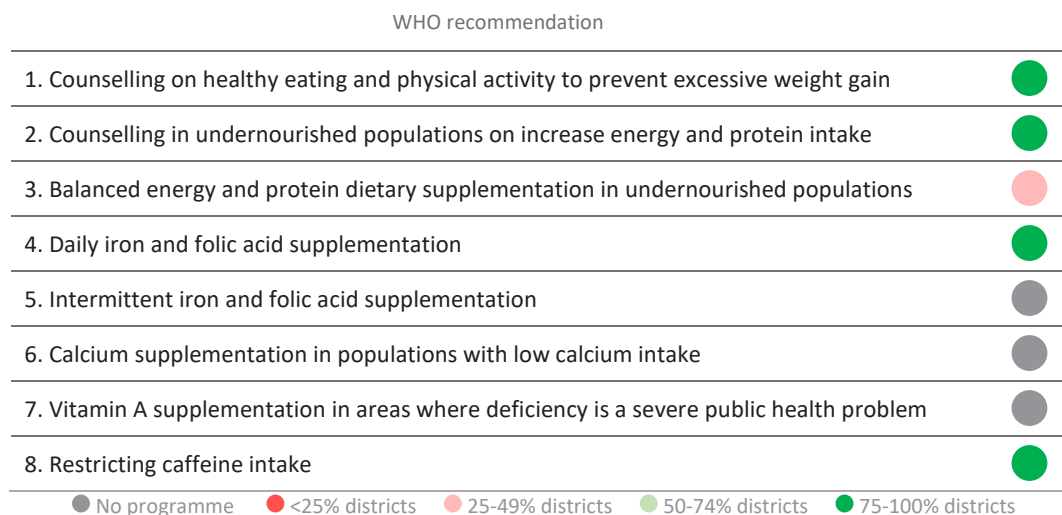 WHO recommendation
1. Counselling on healthy eating and physical activity to prevent excessive weight gain
2. Counselling in undernourished populations on increase energy and protein intake
3. Balanced energy and protein dietary supplementation in undernourished populations
4. Daily iron and folic acid supplementation
5. Intermittent iron and folic acid supplementation
6. Calcium supplementation in populations with low calcium intake
7. Vitamin A supplementation in areas where deficiency is a severe public health problem
8. Restricting caffeine intake
No programme <25% districts 25-49% districts 50-74% districts 75-100% districts